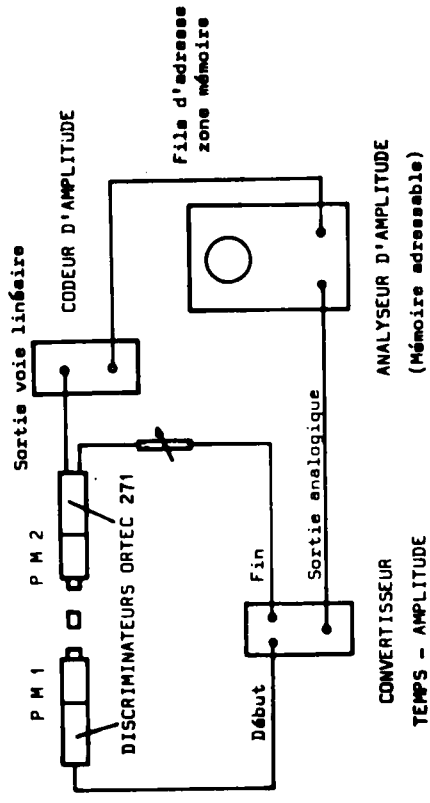 P M 1
P M 2
Sortie voie linéaire
CODEUR D'AMPLITUDE
DISCRIMINATEURS ORTEC 271
Fils d'adresse
zone mémoire
Début
Fin
Sortie analogique
CONVERTISSEUR
TEMPS - AMPLITUDE
ANALYSEUR D'AMPLITUDE
(Mémoire adressable)